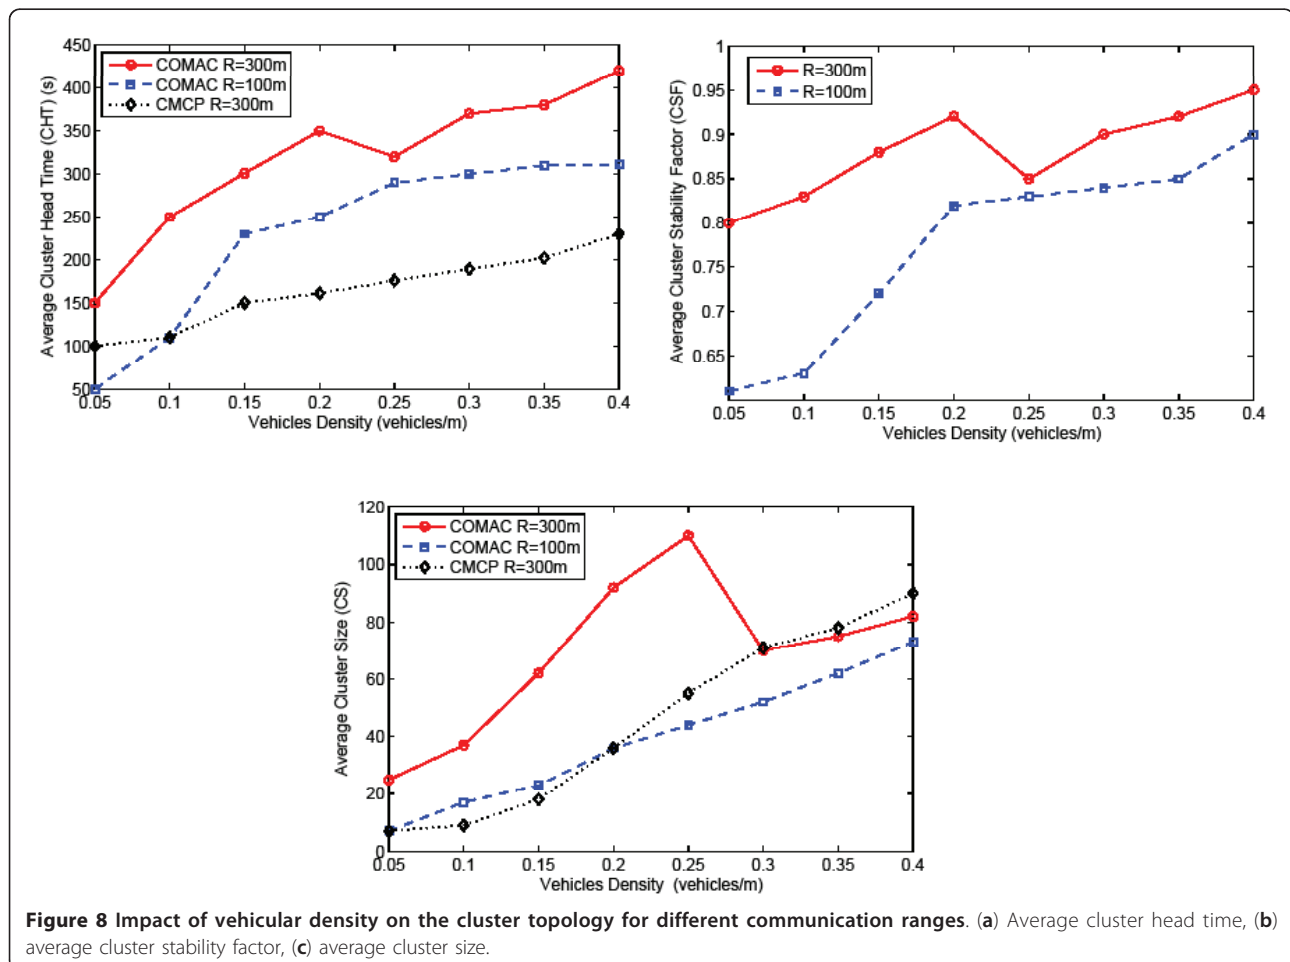 450
400
350
300
250
200
150
100
50
Average Cluster Head Time (CHT) (s)
COMAC R=300m
COMAC R=100m
CMCP R=300m
0.05 0.1 0.15 0.2 0.25 0.3 0.35 0.4
Vehicles Density (vehicles/m)
1
0.95
0.9
0.85
0.8
0.75
0.7
0.65
Average Cluster Stability Factor (CSF)
R=300m
R=100m
0.05 0.1 0.15 0.2 0.25 0.3 0.35 0.4
Vehicles Density (vehicles/m)
120
100
80
60
40
20
0
Average Cluster Size (CS)
COMAC R=300m
COMAC R=100m
CMCP R=300m
0.05 0.1 0.15 0.2 0.25 0.3 0.35 0.4
Vehicles Density (vehicles/m)
Figure 8 Impact of vehicular density on the cluster topology for different communication ranges. (a) Average cluster head time, (b)
average cluster stability factor, (c) average cluster size.